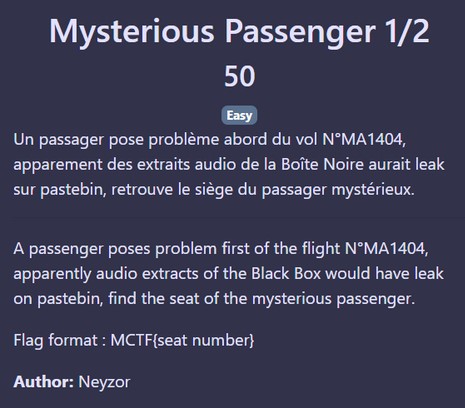 Mysterious Passenger 1/2
50
Easy
Un passager pose problème abord du vol N°MA1404,
apparement des extraits audio de la Boîte Noire aurait leak
sur pastebin, retrouve le siège du passager mystérieux.
A passenger poses problem first of the flight N°MA1404,
apparently audio extracts of the Black Box would have leak
on pastebin, find the seat of the mysterious passenger.
Flag format : MCTF{seat number}
Author: Neyzor